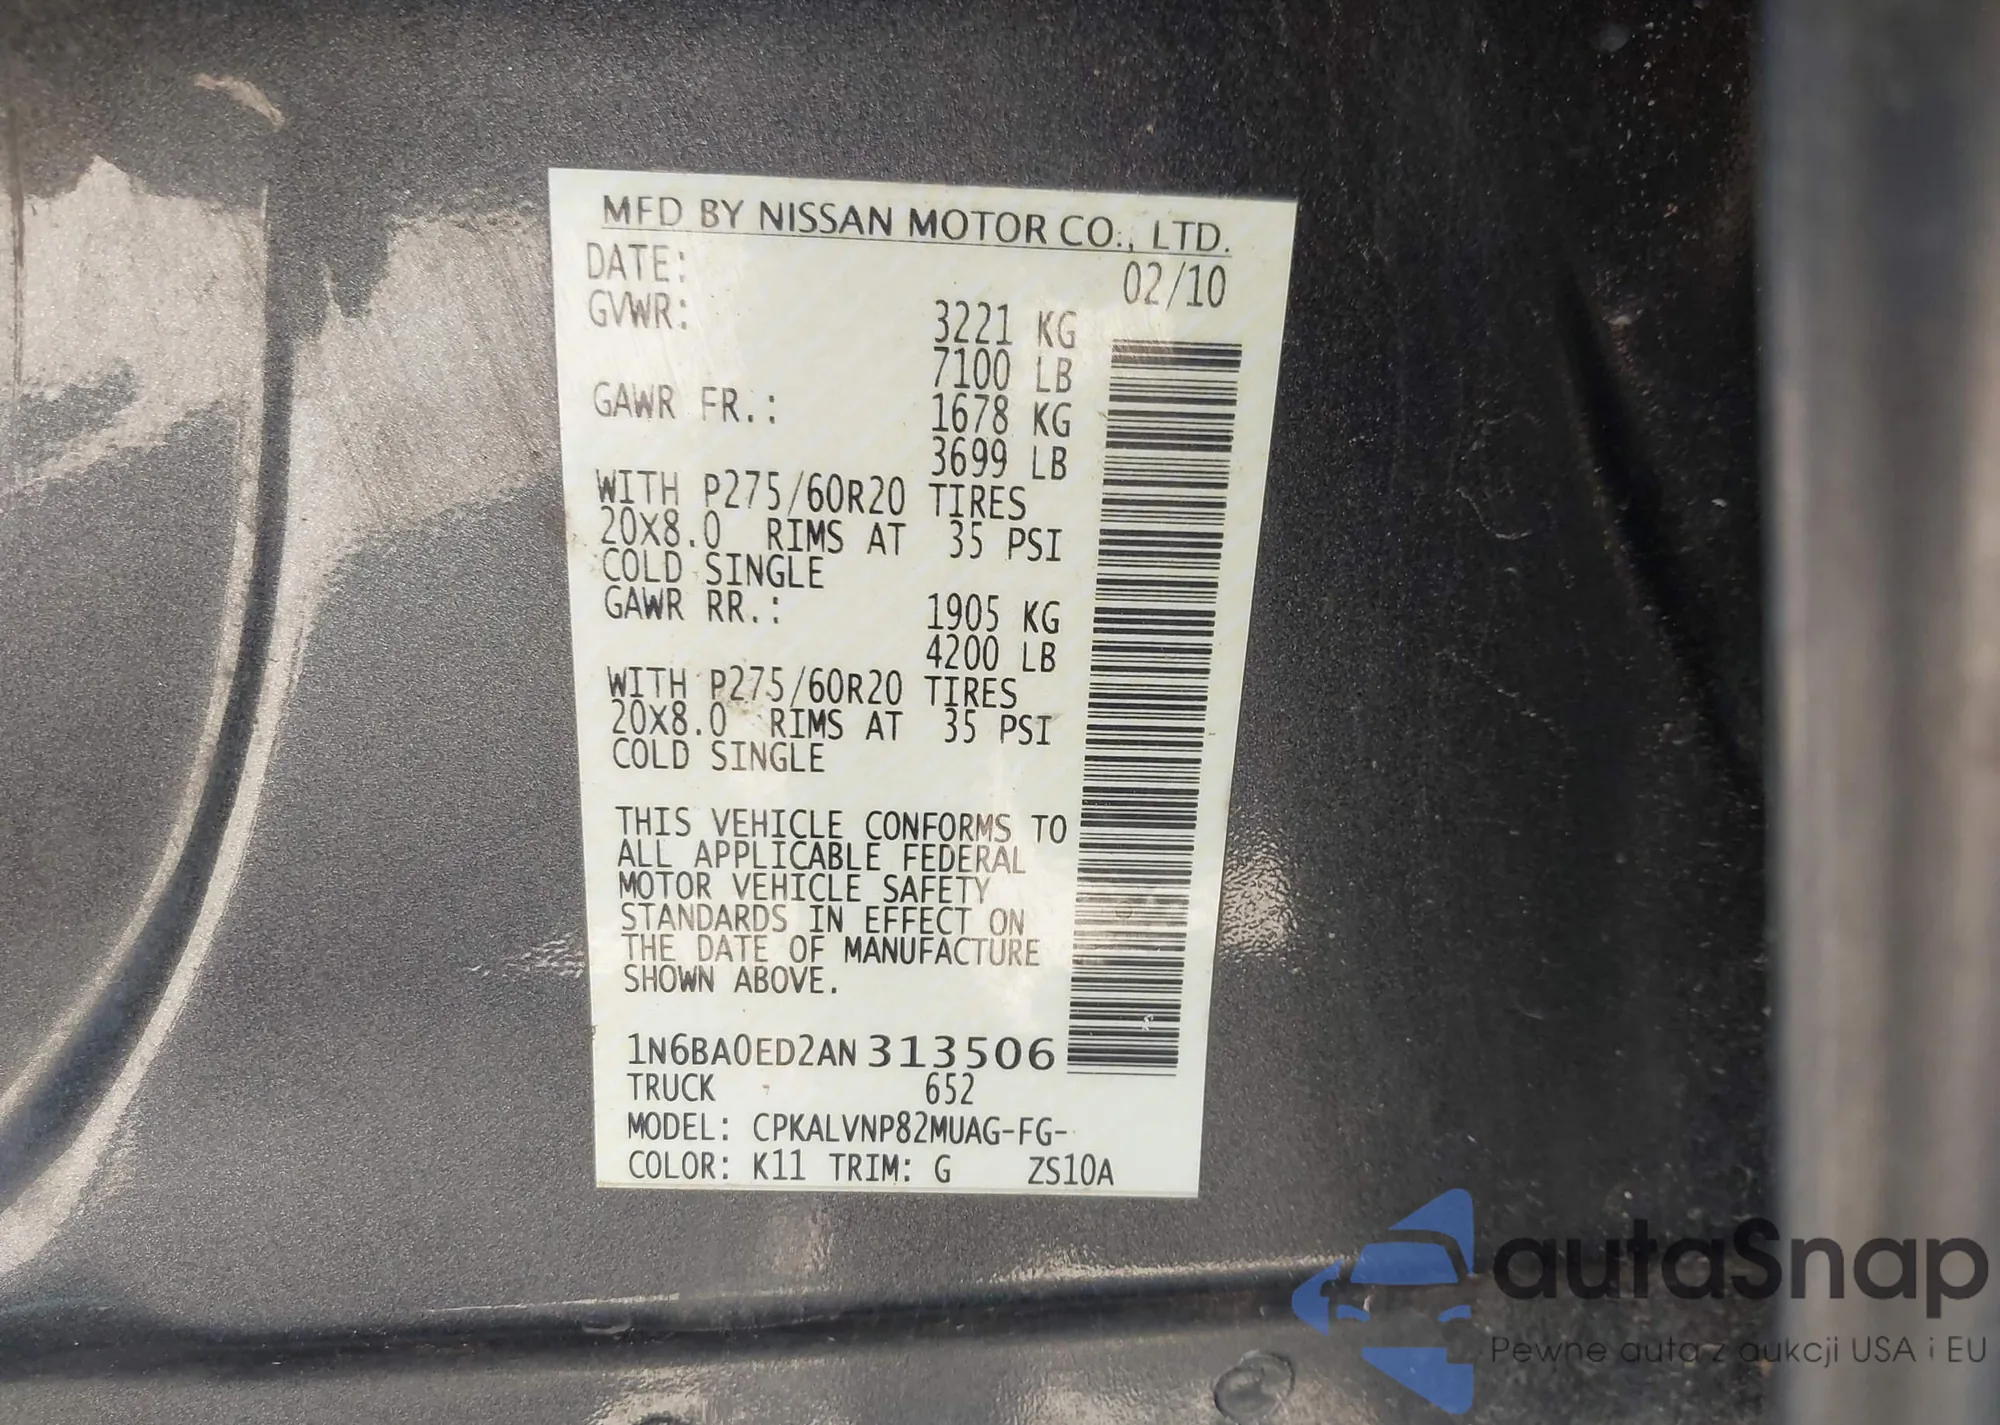 MFD BY NISSAN MOTOR CO., LTD.
DATE: 02/10
GVWR: 3221 KG
7100 LB
GAWR FR.: 1678 KG
3699 LB
WITH P275/60R20 TIRES
20X8.0 RIMS AT 35 PSI
COLD SINGLE
GAWR RR.: 1905 KG
4200 LB
WITH P275/60R20 TIRES
20X8.0 RIMS AT 35 PSI
COLD SINGLE
THIS VEHICLE CONFORMS TO
ALL APPLICABLE FEDERAL
MOTOR VEHICLE SAFETY
STANDARDS IN EFFECT ON
THE DATE OF MANUFACTURE
SHOWN ABOVE.
1N6BA0ED2AN313506
TRUCK 652
MODEL: CPKALVNP82MUAG-FG-
COLOR: K11 TRIM: G ZS10A
autaSnap
Pewne auta z aukcji USA i EU